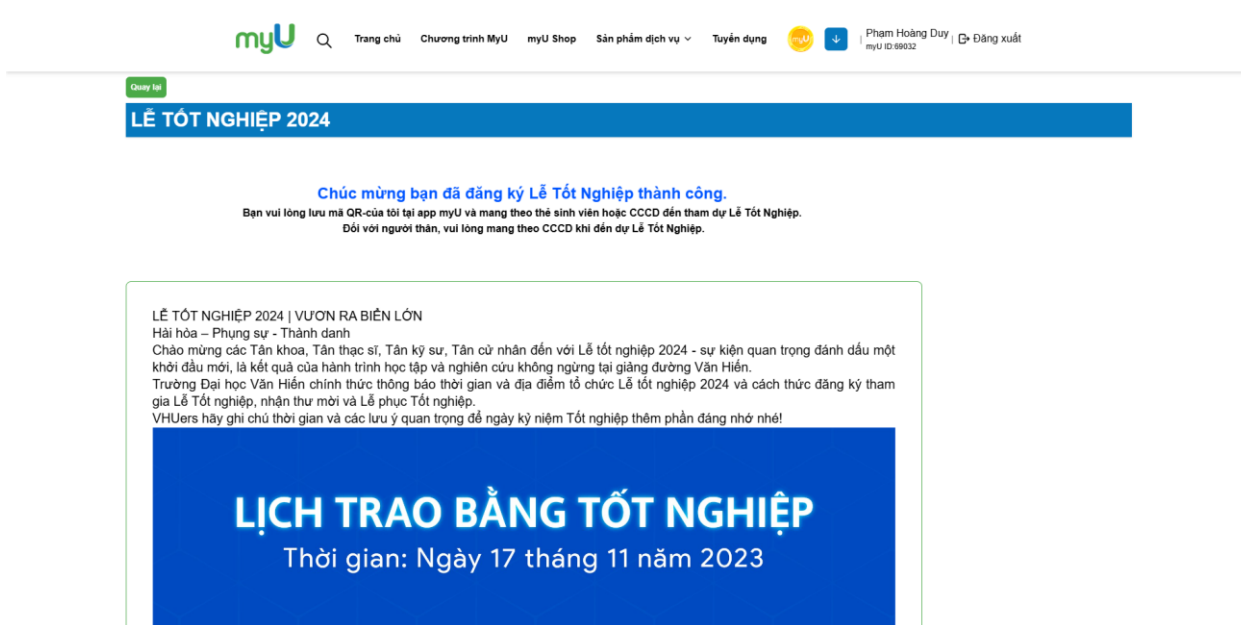 myU
Trang chủ
Chương trình MyU
myU Shop
Sản phẩm dịch vụ
Tuyển dụng
myU
Phạm Hoàng Duy
myU ID:69032
Đăng xuất
Quay lại
LỄ TỐT NGHIỆP 2024
Chúc mừng bạn đã đăng ký Lễ Tốt Nghiệp thành công.
Bạn vui lòng lưu mã QR-của tôi tại app myU và mang theo thẻ sinh viên hoặc CCCD đến tham dự Lễ Tốt Nghiệp.
Đối với người thân, vui lòng mang theo CCCD khi đến dự Lễ Tốt Nghiệp.
LỄ TỐT NGHIỆP 2024 | VƯƠN RA BIỂN LỚN
Hài hòa – Phụng sự - Thành danh
Chào mừng các Tân khoa, Tân thạc sĩ, Tân kỹ sư, Tân cử nhân đến với Lễ tốt nghiệp 2024 - sự kiện quan trọng đánh dấu một
khởi đầu mới, là kết quả của hành trình học tập và nghiên cứu không ngừng tại giảng đường Văn Hiến.
Trường Đại học Văn Hiến chính thức thông báo thời gian và địa điểm tổ chức Lễ tốt nghiệp 2024 và cách thức đăng ký tham
gia Lễ Tốt nghiệp, nhận thư mời và Lễ phục Tốt nghiệp.
VHUers hãy ghi chú thời gian và các lưu ý quan trọng để ngày kỷ niệm Tốt nghiệp thêm phần đáng nhớ nhé!
LỊCH TRAO BẰNG TỐT NGHIỆP
Thời gian: Ngày 17 tháng 11 năm 2023